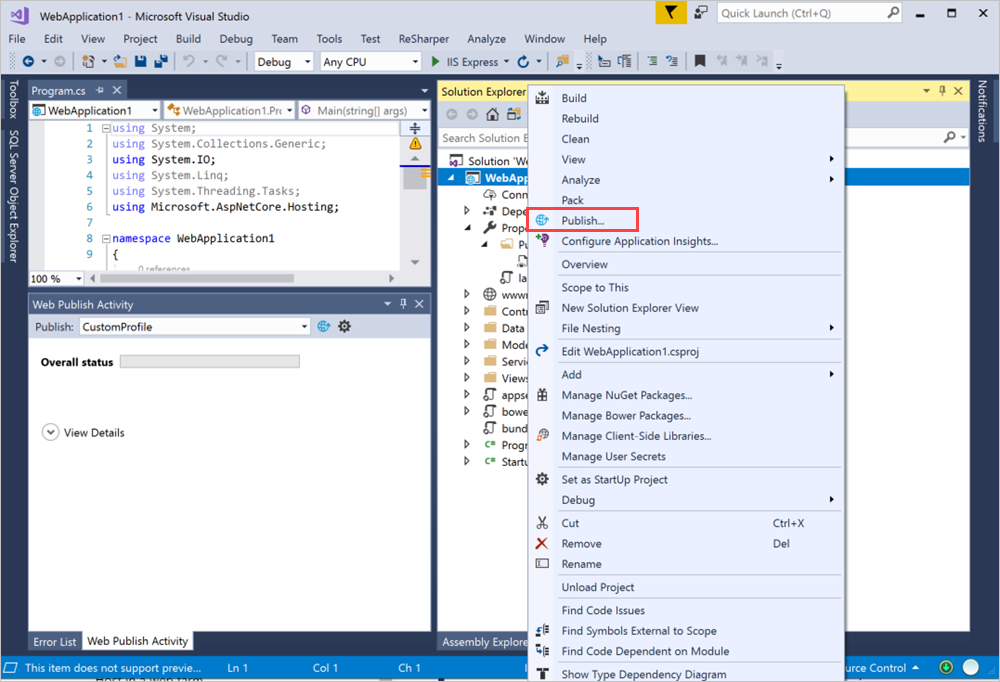 WebApplication1 - Microsoft Visual Studio
Quick Launch (Ctrl+Q)
File Edit View Project Build Debug Team Tools Test ReSharper Analyze Window Help
Debug Any CPU IIS Express
Toolbox
SQL Server Object Explorer
Program.cs
WebApplication1 WebApplication1.Pr Main(string[] args)
1 using System;
2 using System.Collections.Generic;
3 using System.IO;
4 using System.Linq;
5 using System.Threading.Tasks;
6 using Microsoft.AspNetCore.Hosting;
7
8 namespace WebApplication1
9 {
0 references
100 %
Web Publish Activity
Publish: CustomProfile
Overall status
View Details
Error List Web Publish Activity
Solution Explorer
Search Solution E
Solution 'We
WebApp
Conn
Depe
Prope
Pu
la
wwwr
Contr
Data
Mode
Servic
Views
appse
bowe
bund
Progr
Startu
Assembly Explore
Notifications
Build
Rebuild
Clean
View
Analyze
Pack
Publish...
Configure Application Insights...
Overview
Scope to This
New Solution Explorer View
File Nesting
Edit WebApplication1.csproj
Add
Manage NuGet Packages...
Manage Bower Packages...
Manage Client-Side Libraries...
Manage User Secrets
Set as StartUp Project
Debug
Cut Ctrl+X
Remove Del
Rename
Unload Project
Find Code Issues
Find Symbols External to Scope
Find Code Dependent on Module
Show Type Dependency Diagram
This item does not support previe... Ln 1 Col 1 Ch 1 urce Control